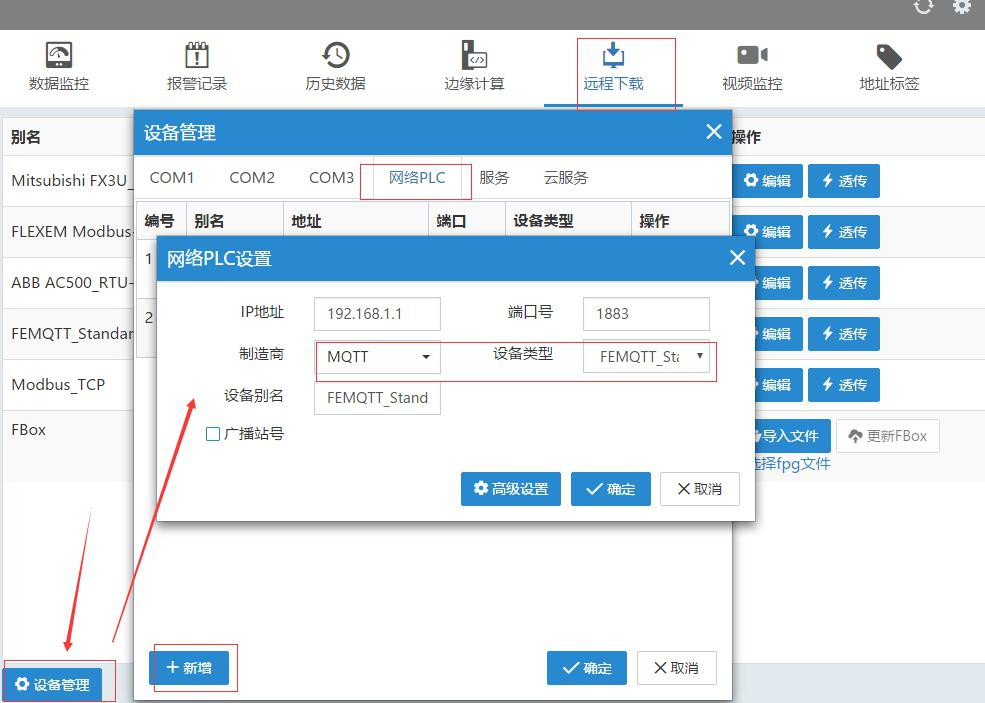 数据监控 报警记录 历史数据 边缘计算 远程下载 视频监控 地址标签
别名 操作
Mitsubishi FX3U_ 编辑 透传
FLEXEM Modbus- 编辑 透传
ABB AC500_RTU- 编辑 透传
FEMQTT_Standar 编辑 透传
Modbus_TCP 编辑 透传
FBox 导入文件 更新FBox
选择fpg文件
设备管理
设备管理
COM1 COM2 COM3 网络PLC 服务 云服务
编号 别名 地址 端口 设备类型 操作
1
2
网络PLC设置
IP地址 192.168.1.1 端口号 1883
制造商 MQTT 设备类型 FEMQTT_Sta
设备别名 FEMQTT_Stand
广播站号
高级设置 确定 取消
新增 确定 取消